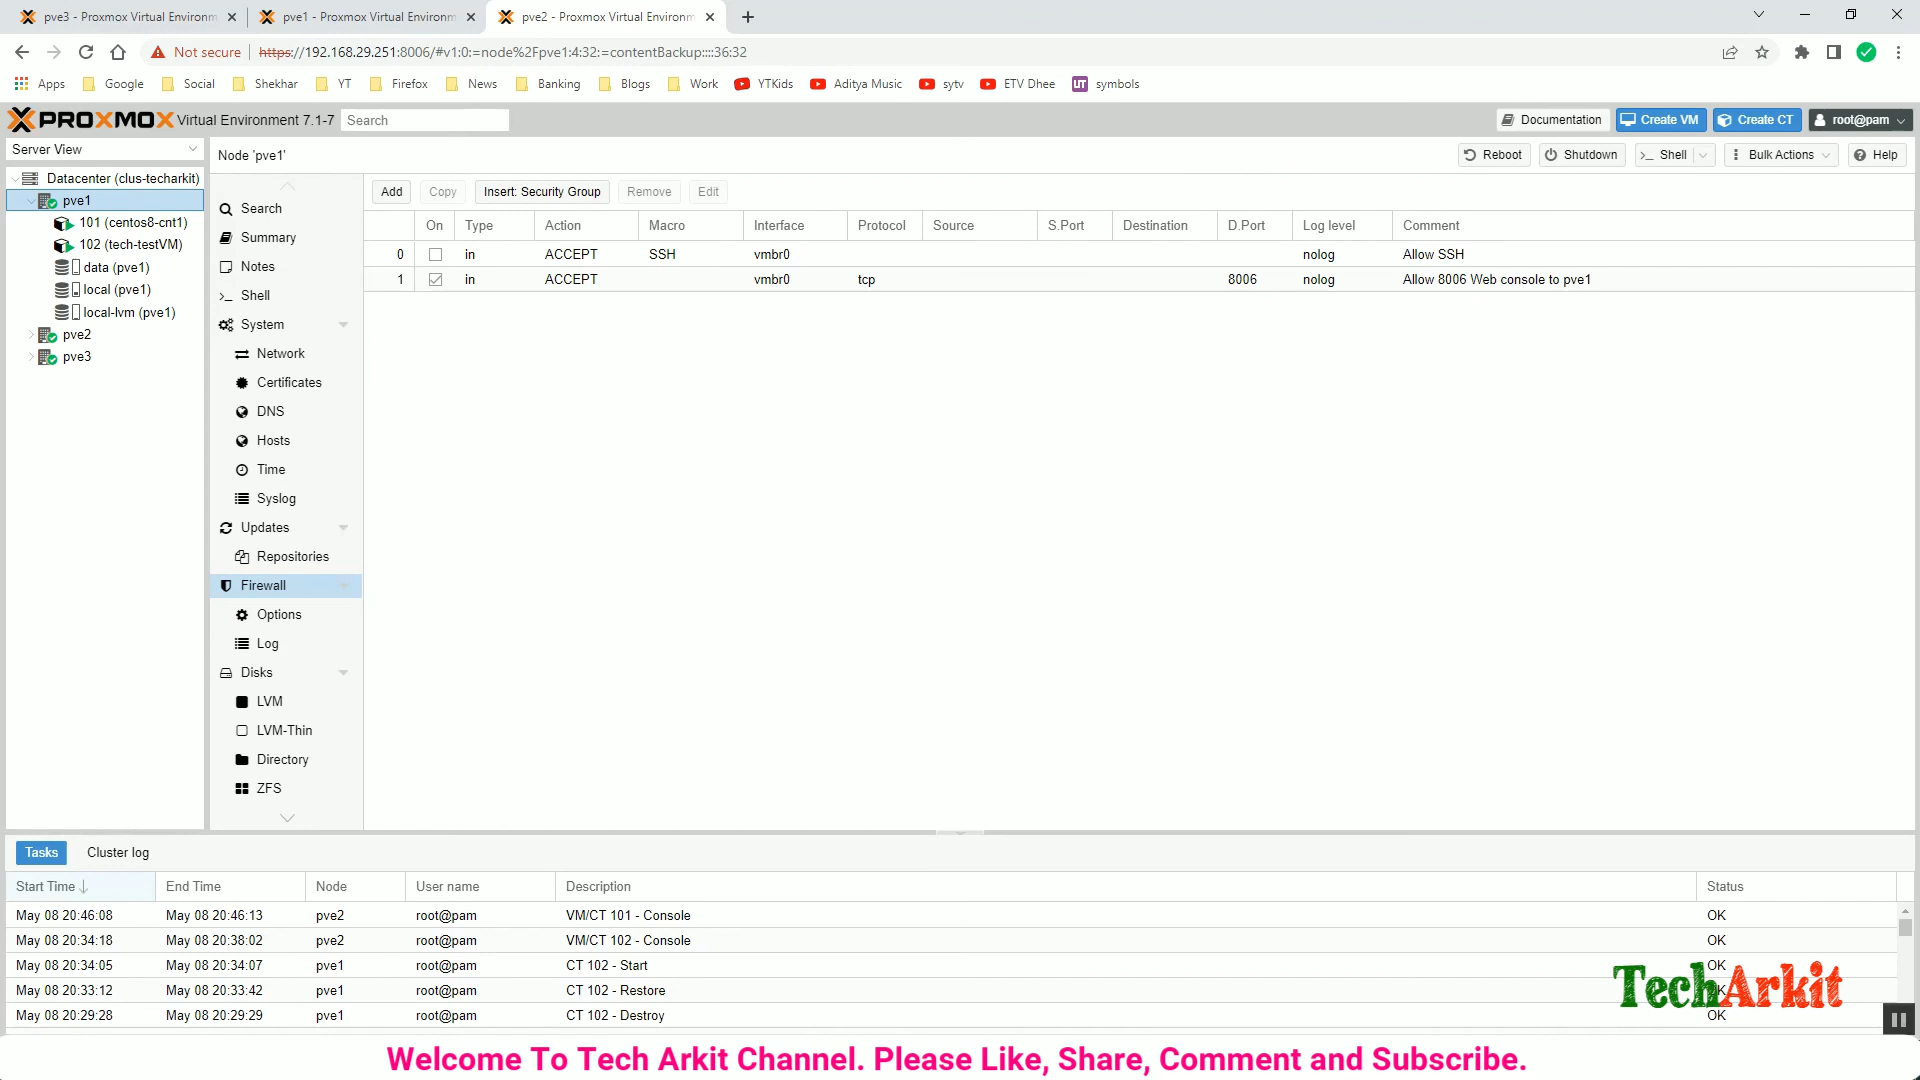 pve3 - Proxmox Virtual Environm
pve1 - Proxmox Virtual Environm
pve2 - Proxmox Virtual Environm
Not secure https://192.168.29.251:8006/#v1:0:=node%2Fpve1:4:32:=contentBackup::::36:32
Apps Google Social Shekhar YT Firefox News Banking Blogs Work YTKids Aditya Music sytv ETV Dhee UT symbols
PROXMOX Virtual Environment 7.1-7 Search Documentation Create VM Create CT root@pam
Server View
Node 'pve1' Reboot Shutdown Shell Bulk Actions Help
Datacenter (clus-techarkit)
pve1
101 (centos8-cnt1)
102 (tech-testVM)
data (pve1)
local (pve1)
local-lvm (pve1)
pve2
pve3
Search
Summary
Notes
Shell
System
Network
Certificates
DNS
Hosts
Time
Syslog
Updates
Repositories
Firewall
Options
Log
Disks
LVM
LVM-Thin
Directory
ZFS
Add Copy Insert: Security Group Remove Edit
On Type Action Macro Interface Protocol Source S.Port Destination D.Port Log level Comment
0 in ACCEPT SSH vmbr0 nolog Allow SSH
1 in ACCEPT vmbr0 tcp 8006 nolog Allow 8006 Web console to pve1
Tasks Cluster log
Start Time End Time Node User name Description Status
May 08 20:46:08 May 08 20:46:13 pve2 root@pam VM/CT 101 - Console OK
May 08 20:34:18 May 08 20:38:02 pve2 root@pam VM/CT 102 - Console OK
May 08 20:34:05 May 08 20:34:07 pve1 root@pam CT 102 - Start OK
May 08 20:33:12 May 08 20:33:42 pve1 root@pam CT 102 - Restore
May 08 20:29:28 May 08 20:29:29 pve1 root@pam CT 102 - Destroy OK
TechArkit
Welcome To Tech Arkit Channel. Please Like, Share, Comment and Subscribe.